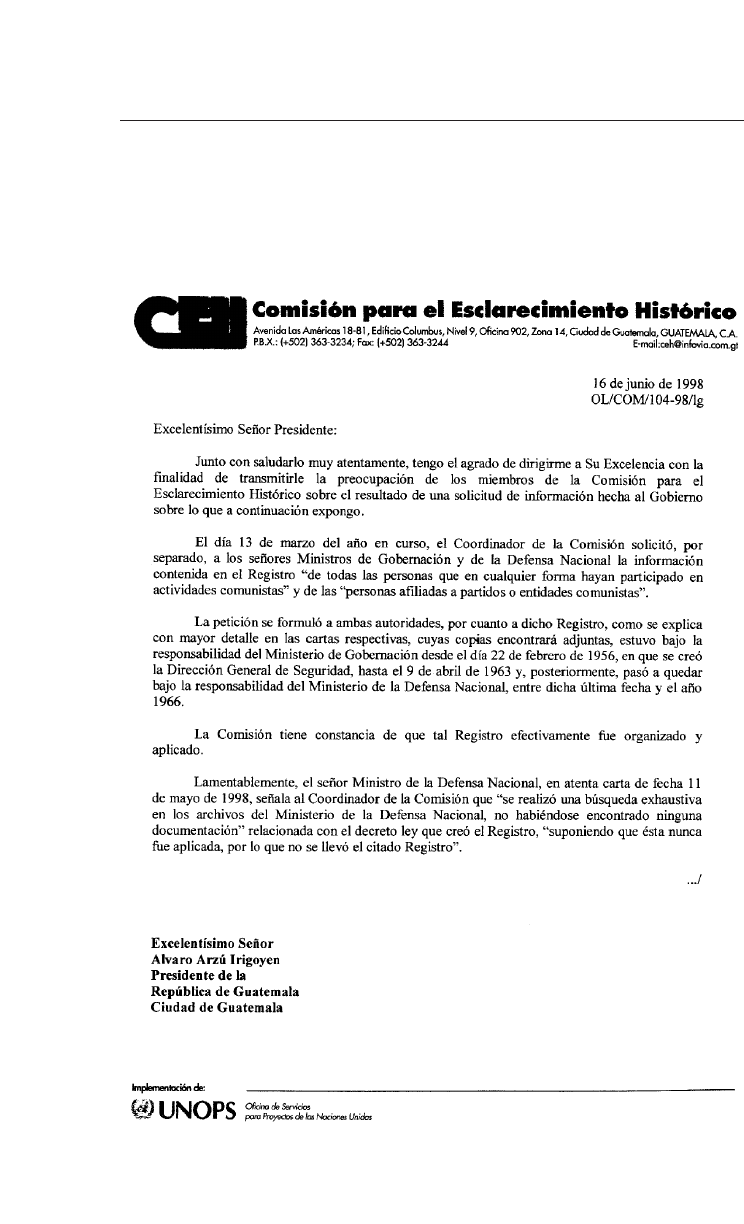 CEH Comisión para el Esclarecimiento Histórico
Avenida Las Américas 18-81, Edificio Columbus, Nivel 9, Oficina 902, Zona 14, Ciudad de Guatemala, GUATEMALA, C.A.
P.B.X.: (+502) 363-3234; Fax: (+502) 363-3244 E-mail:ceh@infovia.com.gt
16 de junio de 1998
OL/COM/104-98/lg
Excelentísimo Señor Presidente:
Junto con saludarlo muy atentamente, tengo el agrado de dirigirme a Su Excelencia con la
finalidad de transmitirle la preocupación de los miembros de la Comisión para el
Esclarecimiento Histórico sobre el resultado de una solicitud de información hecha al Gobierno
sobre lo que a continuación expongo.
El día 13 de marzo del año en curso, el Coordinador de la Comisión solicitó, por
separado, a los señores Ministros de Gobernación y de la Defensa Nacional la información
contenida en el Registro “de todas las personas que en cualquier forma hayan participado en
actividades comunistas” y de las “personas afiliadas a partidos o entidades comunistas”.
La petición se formuló a ambas autoridades, por cuanto a dicho Registro, como se explica
con mayor detalle en las cartas respectivas, cuyas copias encontrará adjuntas, estuvo bajo la
responsabilidad del Ministerio de Gobernación desde el día 22 de febrero de 1956, en que se creó
la Dirección General de Seguridad, hasta el 9 de abril de 1963 y, posteriormente, pasó a quedar
bajo la responsabilidad del Ministerio de la Defensa Nacional, entre dicha última fecha y el año
1966.
La Comisión tiene constancia de que tal Registro efectivamente fue organizado y
aplicado.
Lamentablemente, el señor Ministro de la Defensa Nacional, en atenta carta de fecha 11
de mayo de 1998, señala al Coordinador de la Comisión que “se realizó una búsqueda exhaustiva
en los archivos del Ministerio de la Defensa Nacional, no habiéndose encontrado ninguna
documentación” relacionada con el decreto ley que creó el Registro, “suponiendo que ésta nunca
fue aplicada, por lo que no se llevó el citado Registro”.
.../
Excelentísimo Señor
Alvaro Arzú Irigoyen
Presidente de la
República de Guatemala
Ciudad de Guatemala
Implementación de:
UNOPS Oficina de Servicios
para Proyectos de las Naciones Unidas